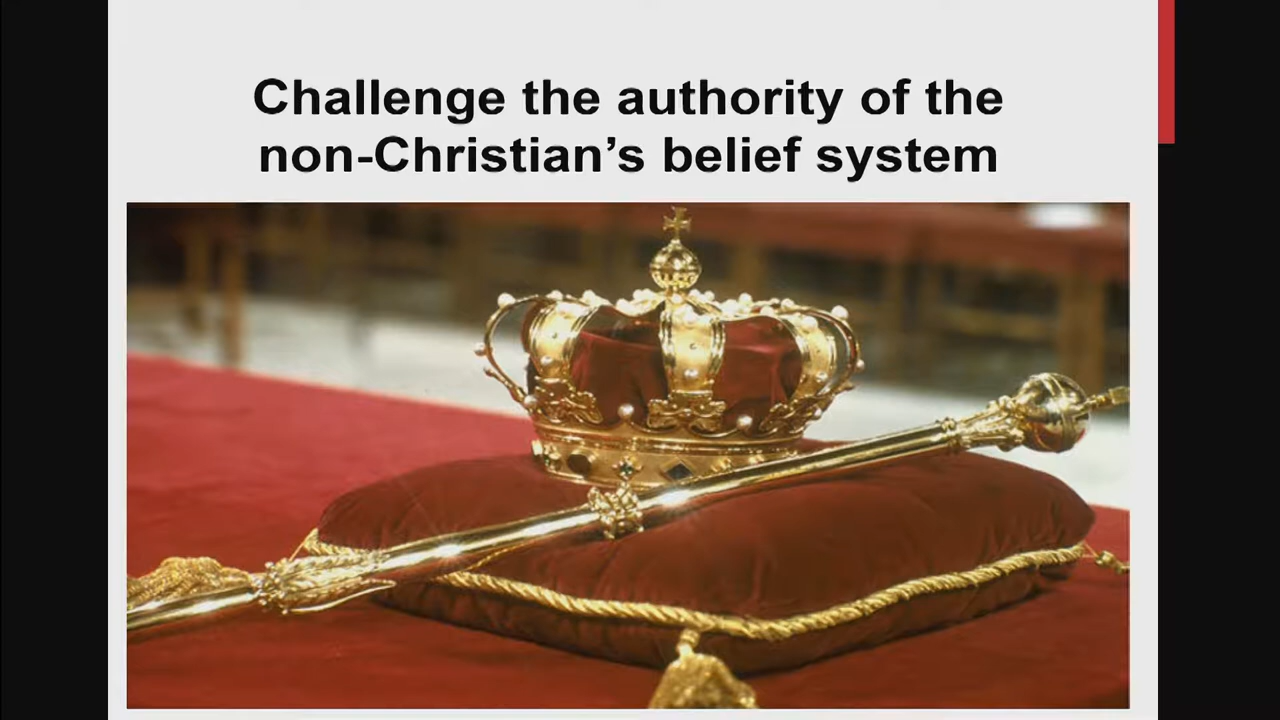 Challenge the authority of the
non-Christian’s belief system